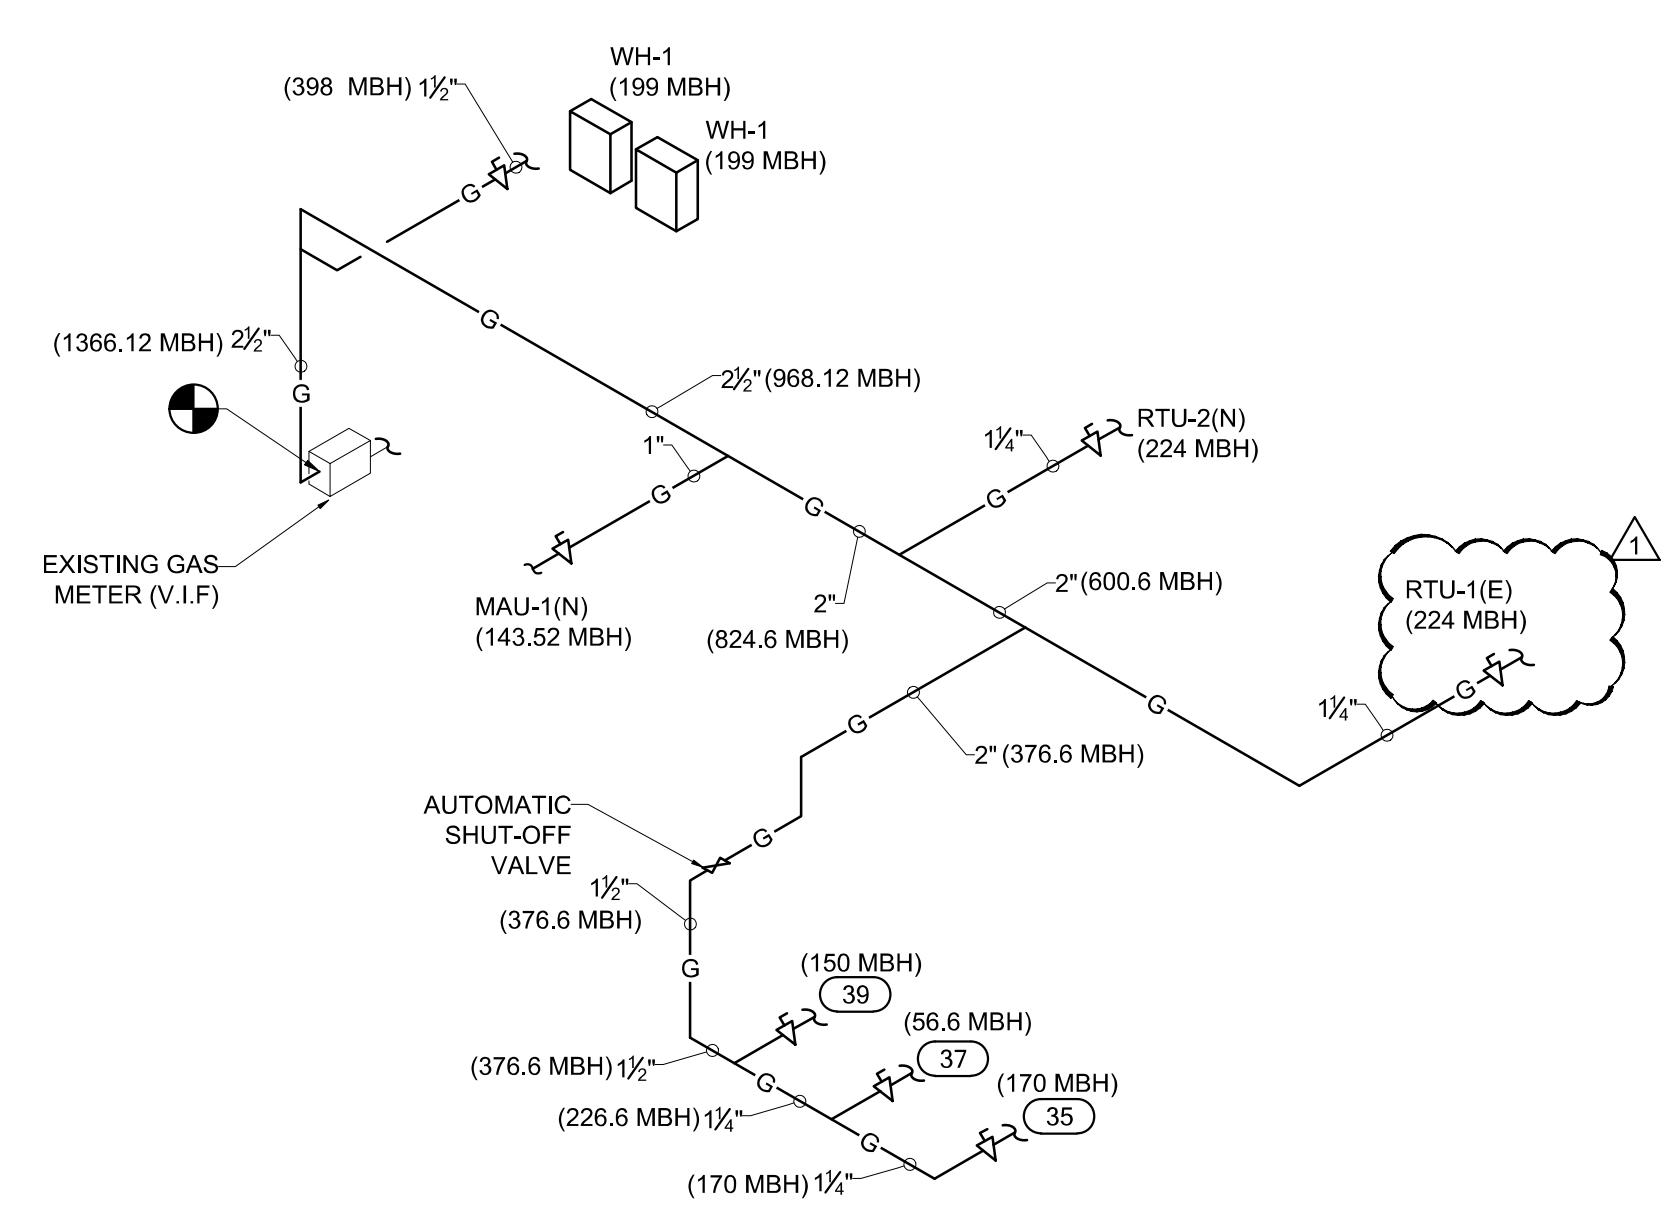 WH-1
(199 MBH)
(398 MBH) 1½"
WH-1
(199 MBH)
G
G
(1366.12 MBH) 2½"
G
2½" (968.12 MBH)
RTU-2(N)
(224 MBH)
1¼"
1"
G
G
G
EXISTING GAS
METER (V.I.F)
1
2" (600.6 MBH)
RTU-1(E)
(224 MBH)
MAU-1(N)
(143.52 MBH)
2"
(824.6 MBH)
G
1¼"
G
G
2" (376.6 MBH)
AUTOMATIC
SHUT-OFF
VALVE
G
1½"
(376.6 MBH)
G
(150 MBH)
39
(56.6 MBH)
37
(376.6 MBH) 1½"
G
(170 MBH)
35
(226.6 MBH) 1¼"
G
(170 MBH) 1¼"